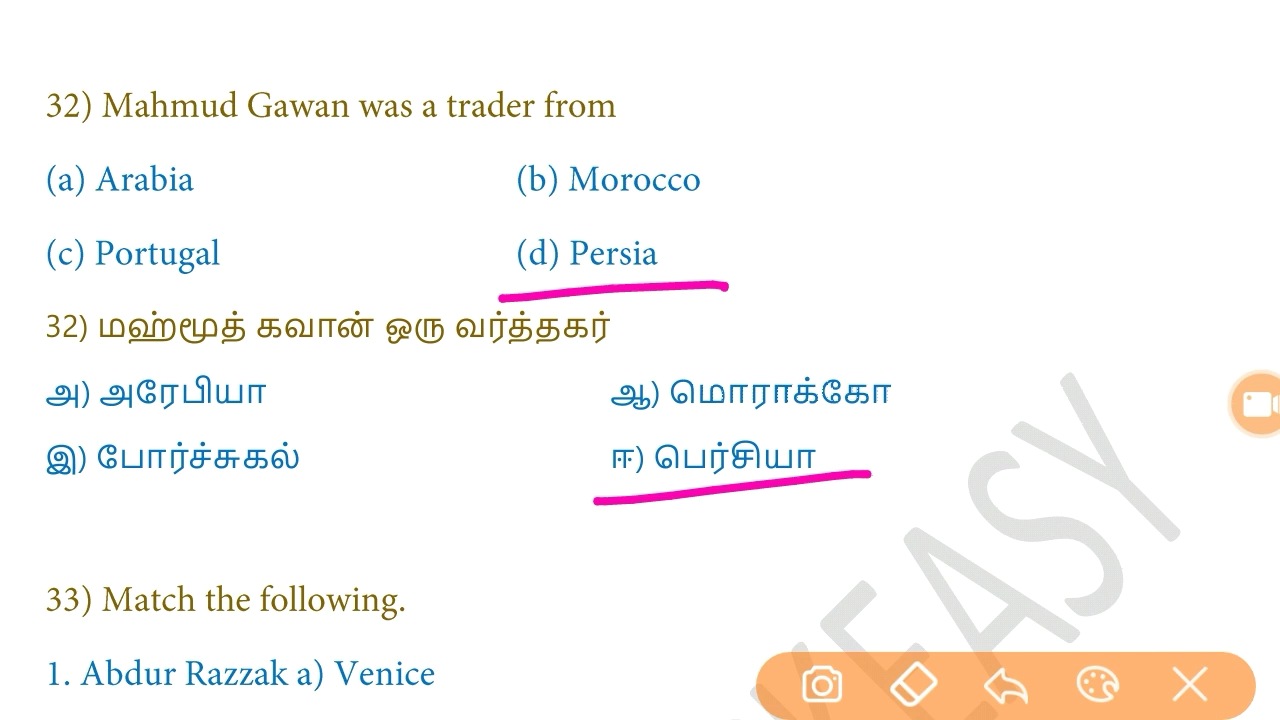 32) Mahmud Gawan was a trader from
(a) Arabia (b) Morocco
(c) Portugal (d) Persia
32) மஹ்மூத் கவான் ஒரு வர்த்தகர்
அ) அரேபியா ஆ) மொராக்கோ
இ) போர்ச்சுகல் ஈ) பெர்சியா
33) Match the following.
1. Abdur Razzak a) Venice
EASY